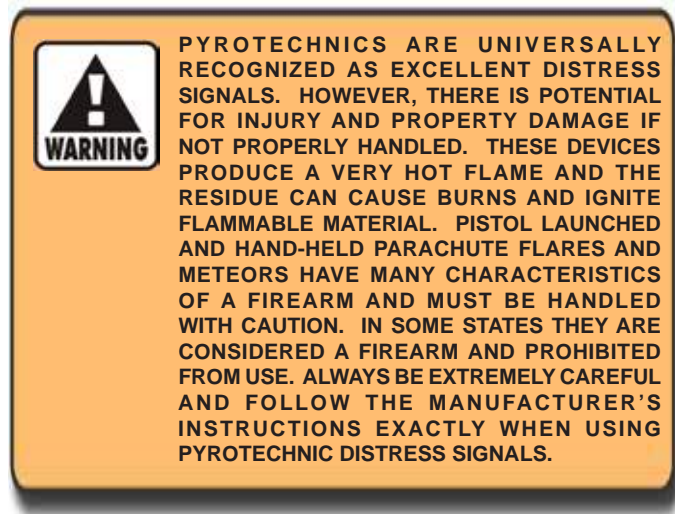 WARNING
PYROTECHNICS ARE UNIVERSALLY
RECOGNIZED AS EXCELLENT DISTRESS
SIGNALS. HOWEVER, THERE IS POTENTIAL
FOR INJURY AND PROPERTY DAMAGE IF
NOT PROPERLY HANDLED. THESE DEVICES
PRODUCE A VERY HOT FLAME AND THE
RESIDUE CAN CAUSE BURNS AND IGNITE
FLAMMABLE MATERIAL. PISTOL LAUNCHED
AND HAND-HELD PARACHUTE FLARES AND
METEORS HAVE MANY CHARACTERISTICS
OF A FIREARM AND MUST BE HANDLED
WITH CAUTION. IN SOME STATES THEY ARE
CONSIDERED A FIREARM AND PROHIBITED
FROM USE. ALWAYS BE EXTREMELY CAREFUL
AND FOLLOW THE MANUFACTURER’S
INSTRUCTIONS EXACTLY WHEN USING
PYROTECHNIC DISTRESS SIGNALS.